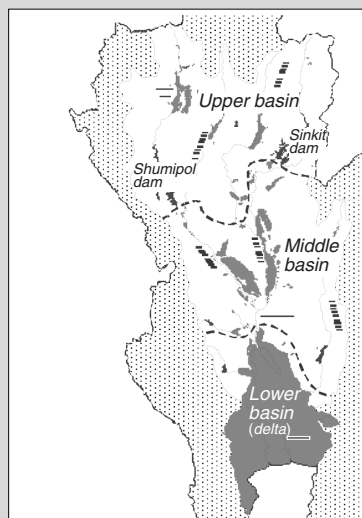 Upper basin
Sinkit
dam
Shumipol
dam
Middle
basin
Lower
basin
(delta)